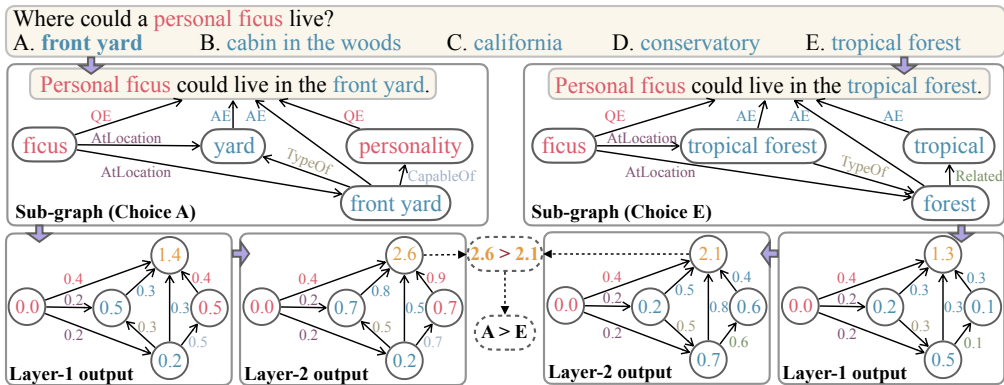 Where could a personal ficus live?
A. front yard B. cabin in the woods C. california D. conservatory E. tropical forest
Personal ficus could live in the front yard.
QE AE AE QE
ficus AtLocation yard personality
AtLocation TypeOf CapableOf
front yard
Sub-graph (Choice A)
Personal ficus could live in the tropical forest.
QE AE AE AE
ficus AtLocation tropical forest tropical
AtLocation TypeOf Related
forest
Sub-graph (Choice E)
1.4
0.4 0.3 0.4
0.0 0.2 0.5 0.3 0.5
0.2 0.3 0.5
0.2
Layer-1 output
2.6
0.4 0.8 0.9
0.0 0.2 0.7 0.5 0.7
0.2 0.5 0.7
0.2
Layer-2 output
2.6 > 2.1
A > E
2.1
0.4 0.5 0.4
0.0 0.2 0.2 0.8 0.6
0.2 0.5 0.6
0.7
Layer-2 output
1.3
0.4 0.3 0.3
0.0 0.2 0.2 0.3 0.1
0.2 0.3 0.1
0.5
Layer-1 output